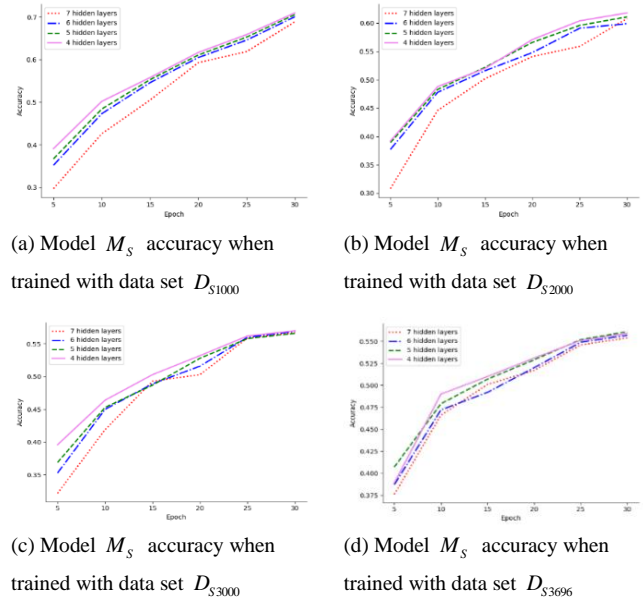 7 hidden layers
6 hidden layers
5 hidden layers
4 hidden layers
0.7
0.6
0.5
0.4
0.3
Accuracy
5 10 15 20 25 30
Epoch
(a) Model M_S accuracy when
trained with data set D_S1000
7 hidden layers
6 hidden layers
5 hidden layers
4 hidden layers
0.60
0.55
0.50
0.45
0.40
0.35
0.30
Accuracy
5 10 15 20 25 30
Epoch
(b) Model M_S accuracy when
trained with data set D_S2000
7 hidden layers
6 hidden layers
5 hidden layers
4 hidden layers
0.55
0.50
0.45
0.40
0.35
Accuracy
5 10 15 20 25 30
Epoch
(c) Model M_S accuracy when
trained with data set D_S3000
7 hidden layers
6 hidden layers
5 hidden layers
4 hidden layers
0.550
0.525
0.500
0.475
0.450
0.425
0.400
0.375
Accuracy
5 10 15 20 25 30
Epoch
(d) Model M_S accuracy when
trained with data set D_S3696